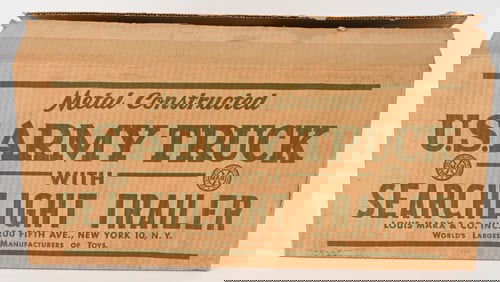 Metal Constructed
U.S. ARMY TRUCK
WITH
SEARCHLIGHT TRAILER
LOUIS MARX & CO. INC.
200 FIFTH AVE., NEW YORK 10, N.Y.
WORLD'S LARGEST
MANUFACTURERS OF TOYS.
MARX